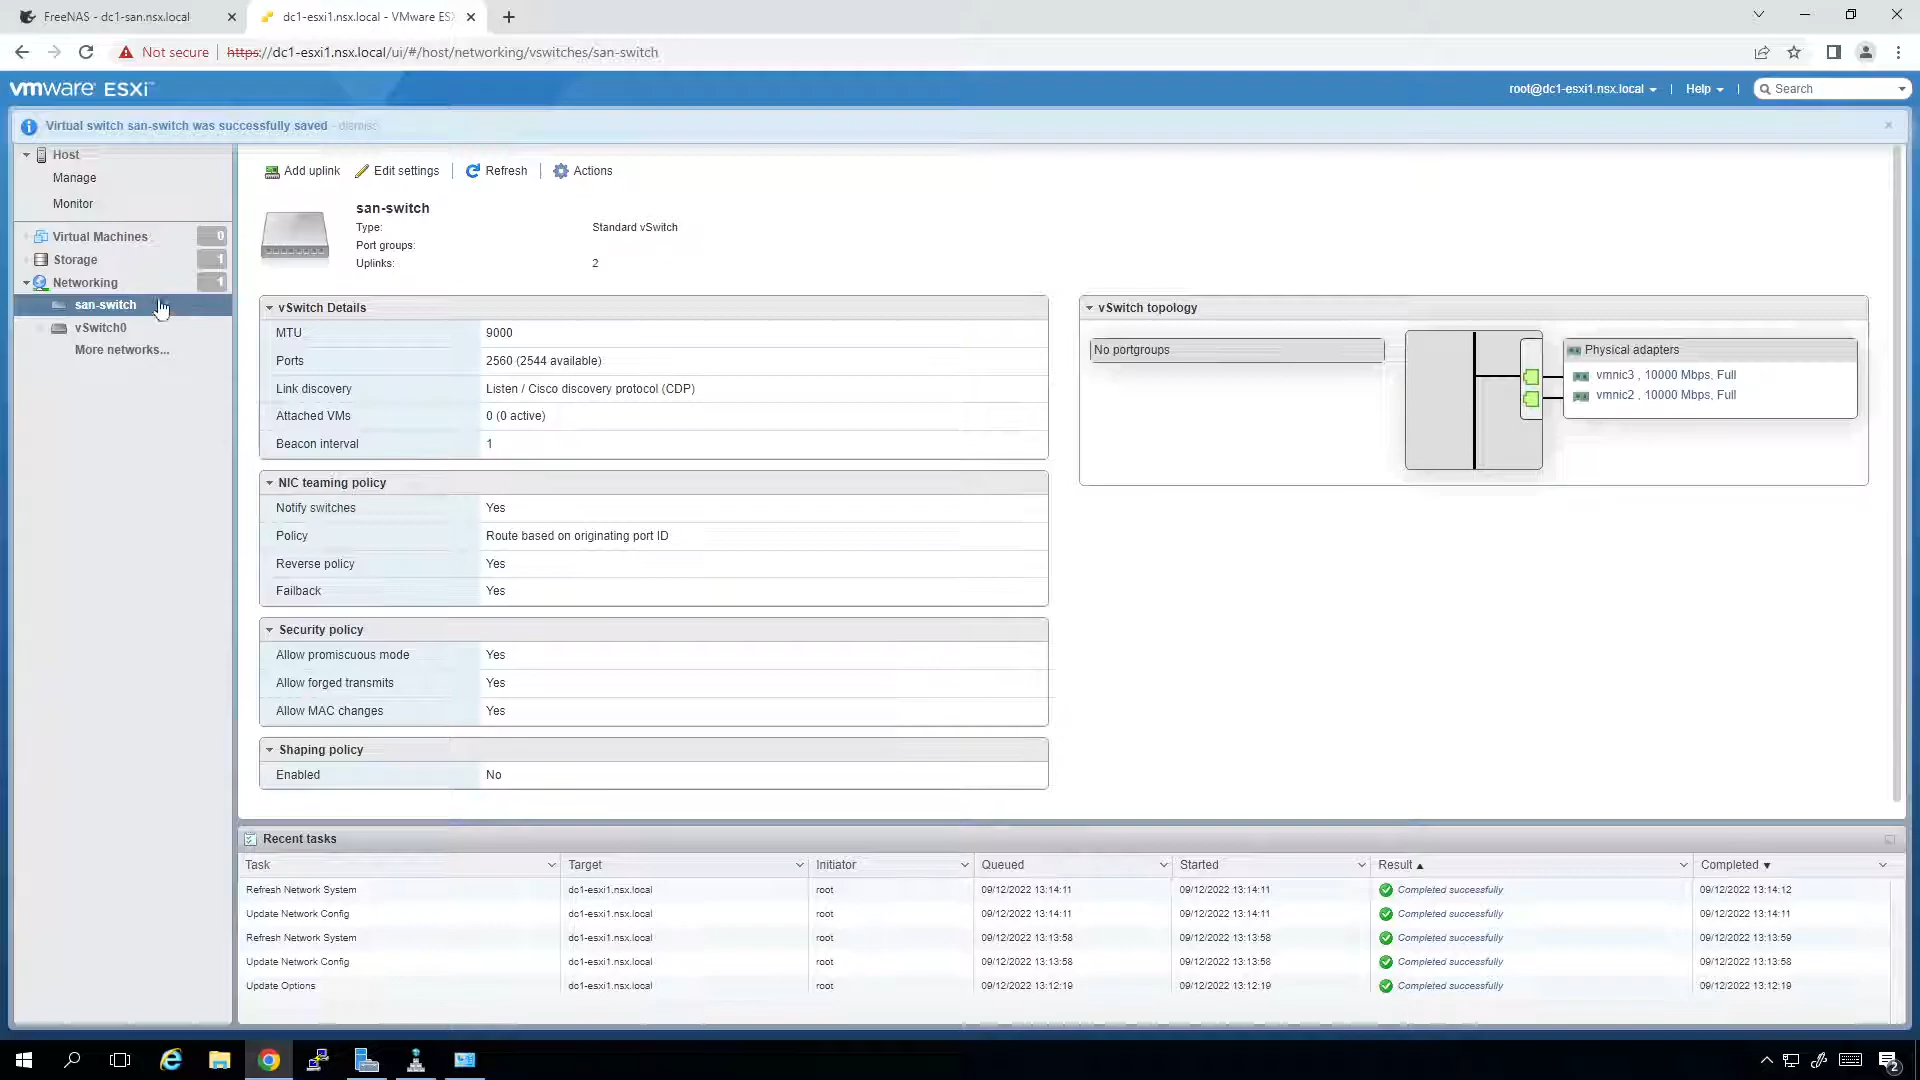 FreeNAS - dc1-san.nsx.local
dc1-esxi1.nsx.local - VMware ESX
Not secure
https://dc1-esxi1.nsx.local/ui/#/host/networking/vswitches/san-switch
vmware ESXi™
root@dc1-esxi1.nsx.local
Help
Search
Virtual switch san-switch was successfully saved - dismiss
Host
Manage
Monitor
Virtual Machines 0
Storage 1
Networking 1
san-switch
vSwitch0
More networks...
Add uplink
Edit settings
Refresh
Actions
san-switch
Type: Standard vSwitch
Port groups:
Uplinks: 2
vSwitch Details
MTU 9000
Ports 2560 (2544 available)
Link discovery Listen / Cisco discovery protocol (CDP)
Attached VMs 0 (0 active)
Beacon interval 1
NIC teaming policy
Notify switches Yes
Policy Route based on originating port ID
Reverse policy Yes
Failback Yes
Security policy
Allow promiscuous mode Yes
Allow forged transmits Yes
Allow MAC changes Yes
Shaping policy
Enabled No
vSwitch topology
No portgroups
Physical adapters
vmnic3 , 10000 Mbps, Full
vmnic2 , 10000 Mbps, Full
Recent tasks
Task Target Initiator Queued Started Result Completed
Refresh Network System dc1-esxi1.nsx.local root 09/12/2022 13:14:11 09/12/2022 13:14:11 Completed successfully 09/12/2022 13:14:12
Update Network Config dc1-esxi1.nsx.local root 09/12/2022 13:14:11 09/12/2022 13:14:11 Completed successfully 09/12/2022 13:14:11
Refresh Network System dc1-esxi1.nsx.local root 09/12/2022 13:13:58 09/12/2022 13:13:58 Completed successfully 09/12/2022 13:13:59
Update Network Config dc1-esxi1.nsx.local root 09/12/2022 13:13:58 09/12/2022 13:13:58 Completed successfully 09/12/2022 13:13:58
Update Options dc1-esxi1.nsx.local root 09/12/2022 13:12:19 09/12/2022 13:12:19 Completed successfully 09/12/2022 13:12:19
2